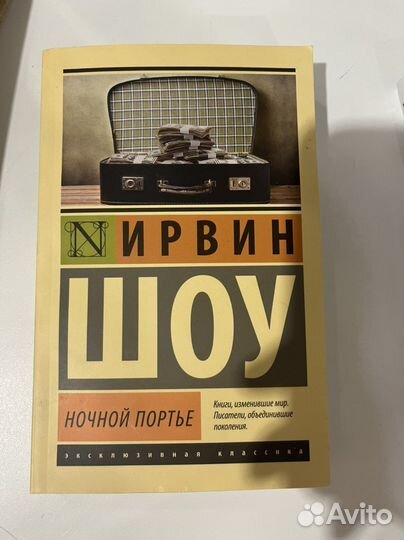 N ИРВИН
ШОУ
НОЧНОЙ ПОРТЬЕ
Книги, изменившие мир.
Писатели, объединившие
поколения.
эксклюзивная классика
Avito